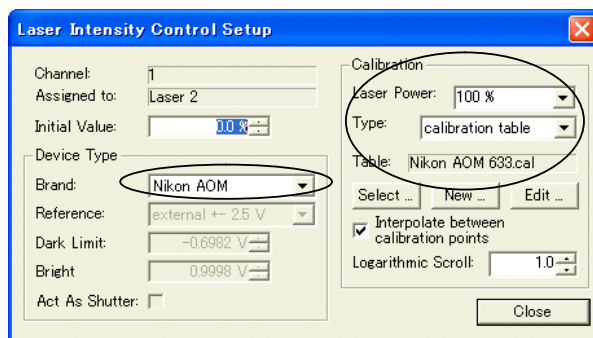 Laser Intensity Control Setup
Channel: 1
Assigned to: Laser 2
Initial Value: 0.0 %
Device Type
Brand: Nikon AOM
Reference: external +- 2.5 V
Dark Limit: -0.6982 V
Bright 0.9998 V
Act As Shutter:
Calibration
Laser Power: 100 %
Type: calibration table
Table: Nikon AOM 633.cal
Select ... New ... Edit ...
Interpolate between
calibration points
Logarithmic Scroll: 1.0
Close